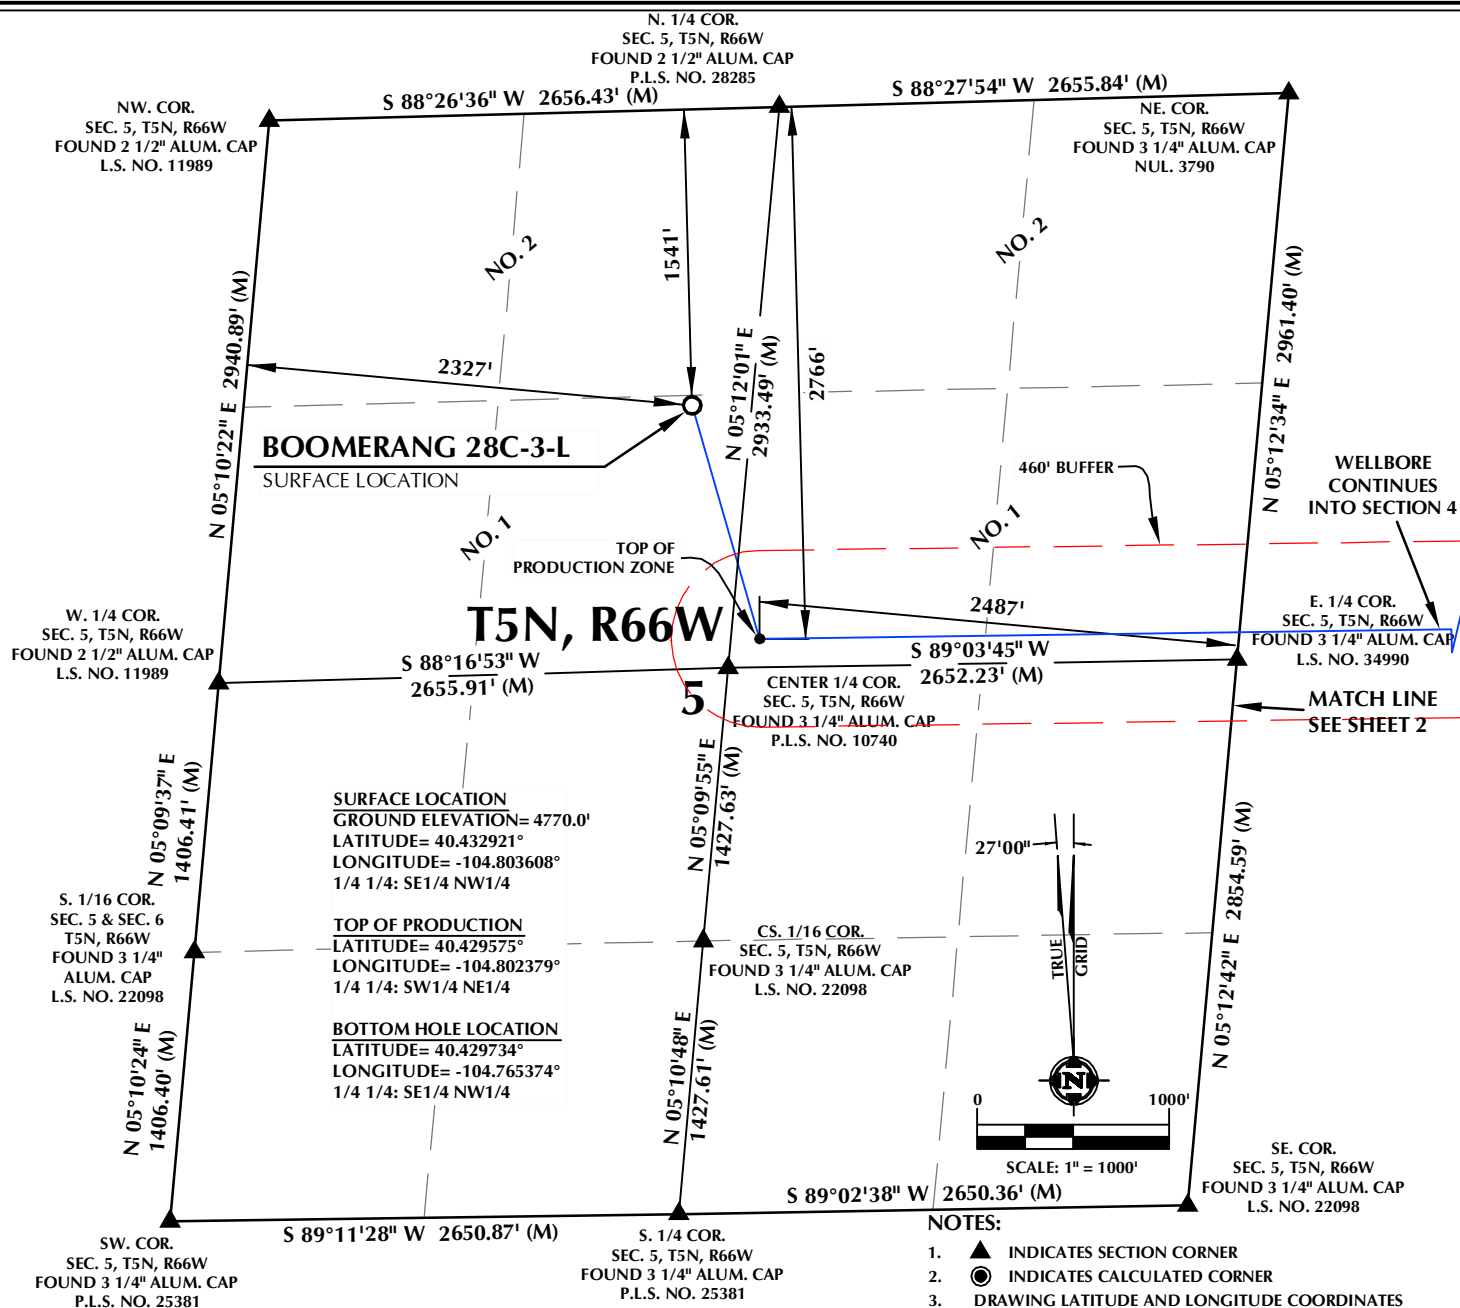 N. 1/4 COR.
SEC. 5, T5N, R66W
FOUND 2 1/2" ALUM. CAP
P.L.S. NO. 28285
NW. COR.
SEC. 5, T5N, R66W
FOUND 2 1/2" ALUM. CAP
L.S. NO. 11989
S 88°26'36" W 2656.43' (M)
S 88°27'54" W 2655.84' (M)
NE. COR.
SEC. 5, T5N, R66W
FOUND 3 1/4" ALUM. CAP
NUL. 3790
NO. 2
NO. 2
1541'
N 05°10'22" E 2940.89' (M)
2327'
N 05°12'01" E
2933.49' (M)
2766'
N 05°12'34" E 2961.40' (M)
BOOMERANG 28C-3-L
SURFACE LOCATION
460' BUFFER
WELLBORE
CONTINUES
INTO SECTION 4
NO. 1
NO. 1
TOP OF
PRODUCTION ZONE
T5N, R66W
5
2487'
W. 1/4 COR.
SEC. 5, T5N, R66W
FOUND 2 1/2" ALUM. CAP
L.S. NO. 11989
E. 1/4 COR.
SEC. 5, T5N, R66W
FOUND 3 1/4" ALUM. CAP
L.S. NO. 34990
S 88°16'53" W
2655.91' (M)
S 89°03'45" W
2652.23' (M)
CENTER 1/4 COR.
SEC. 5, T5N, R66W
FOUND 3 1/4" ALUM. CAP
P.L.S. NO. 10740
MATCH LINE
SEE SHEET 2
N 05°09'37" E
1406.41' (M)
N 05°09'55" E
1427.63' (M)
SURFACE LOCATION
GROUND ELEVATION= 4770.0'
LATITUDE= 40.432921°
LONGITUDE= -104.803608°
1/4 1/4: SE1/4 NW1/4
TOP OF PRODUCTION
LATITUDE= 40.429575°
LONGITUDE= -104.802379°
1/4 1/4: SW1/4 NE1/4
BOTTOM HOLE LOCATION
LATITUDE= 40.429734°
LONGITUDE= -104.765374°
1/4 1/4: SE1/4 NW1/4
27'00"
TRUE
GRID
N
N 05°12'42" E 2854.59' (M)
S. 1/16 COR.
SEC. 5 & SEC. 6
T5N, R66W
FOUND 3 1/4"
ALUM. CAP
L.S. NO. 22098
CS. 1/16 COR.
SEC. 5, T5N, R66W
FOUND 3 1/4" ALUM. CAP
L.S. NO. 22098
N 05°10'24" E
1406.40' (M)
N 05°10'48" E
1427.61' (M)
0 1000'
SCALE: 1" = 1000'
SE. COR.
SEC. 5, T5N, R66W
FOUND 3 1/4" ALUM. CAP
L.S. NO. 22098
S 89°11'28" W 2650.87' (M)
S 89°02'38" W 2650.36' (M)
SW. COR.
SEC. 5, T5N, R66W
FOUND 3 1/4" ALUM. CAP
P.L.S. NO. 25381
S. 1/4 COR.
SEC. 5, T5N, R66W
FOUND 3 1/4" ALUM. CAP
P.L.S. NO. 25381
NOTES:
1. INDICATES SECTION CORNER
2. INDICATES CALCULATED CORNER
3. DRAWING LATITUDE AND LONGITUDE COORDINATES